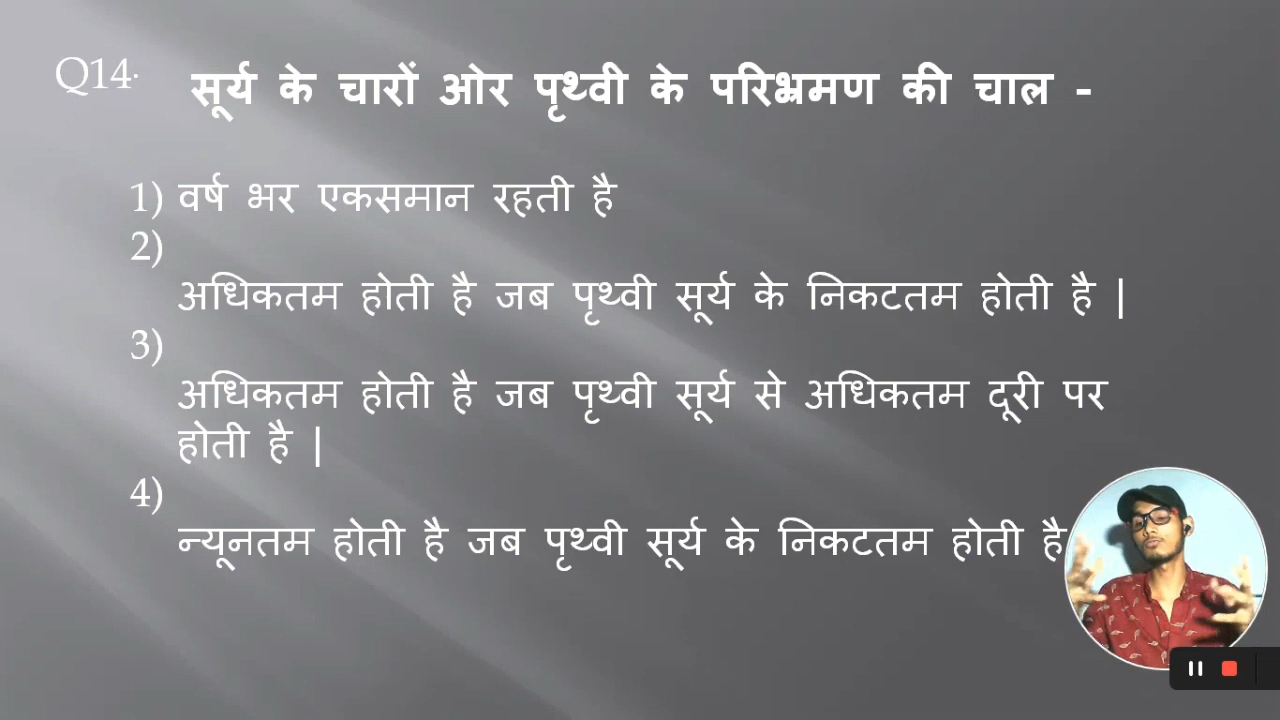 Q14. सूर्य के चारों ओर पृथ्वी के परिभ्रमण की चाल -
1) वर्ष भर एकसमान रहती है
2)
अधिकतम होती है जब पृथ्वी सूर्य के निकटतम होती है |
3)
अधिकतम होती है जब पृथ्वी सूर्य से अधिकतम दूरी पर
होती है |
4)
न्यूनतम होती है जब पृथ्वी सूर्य के निकटतम होती है